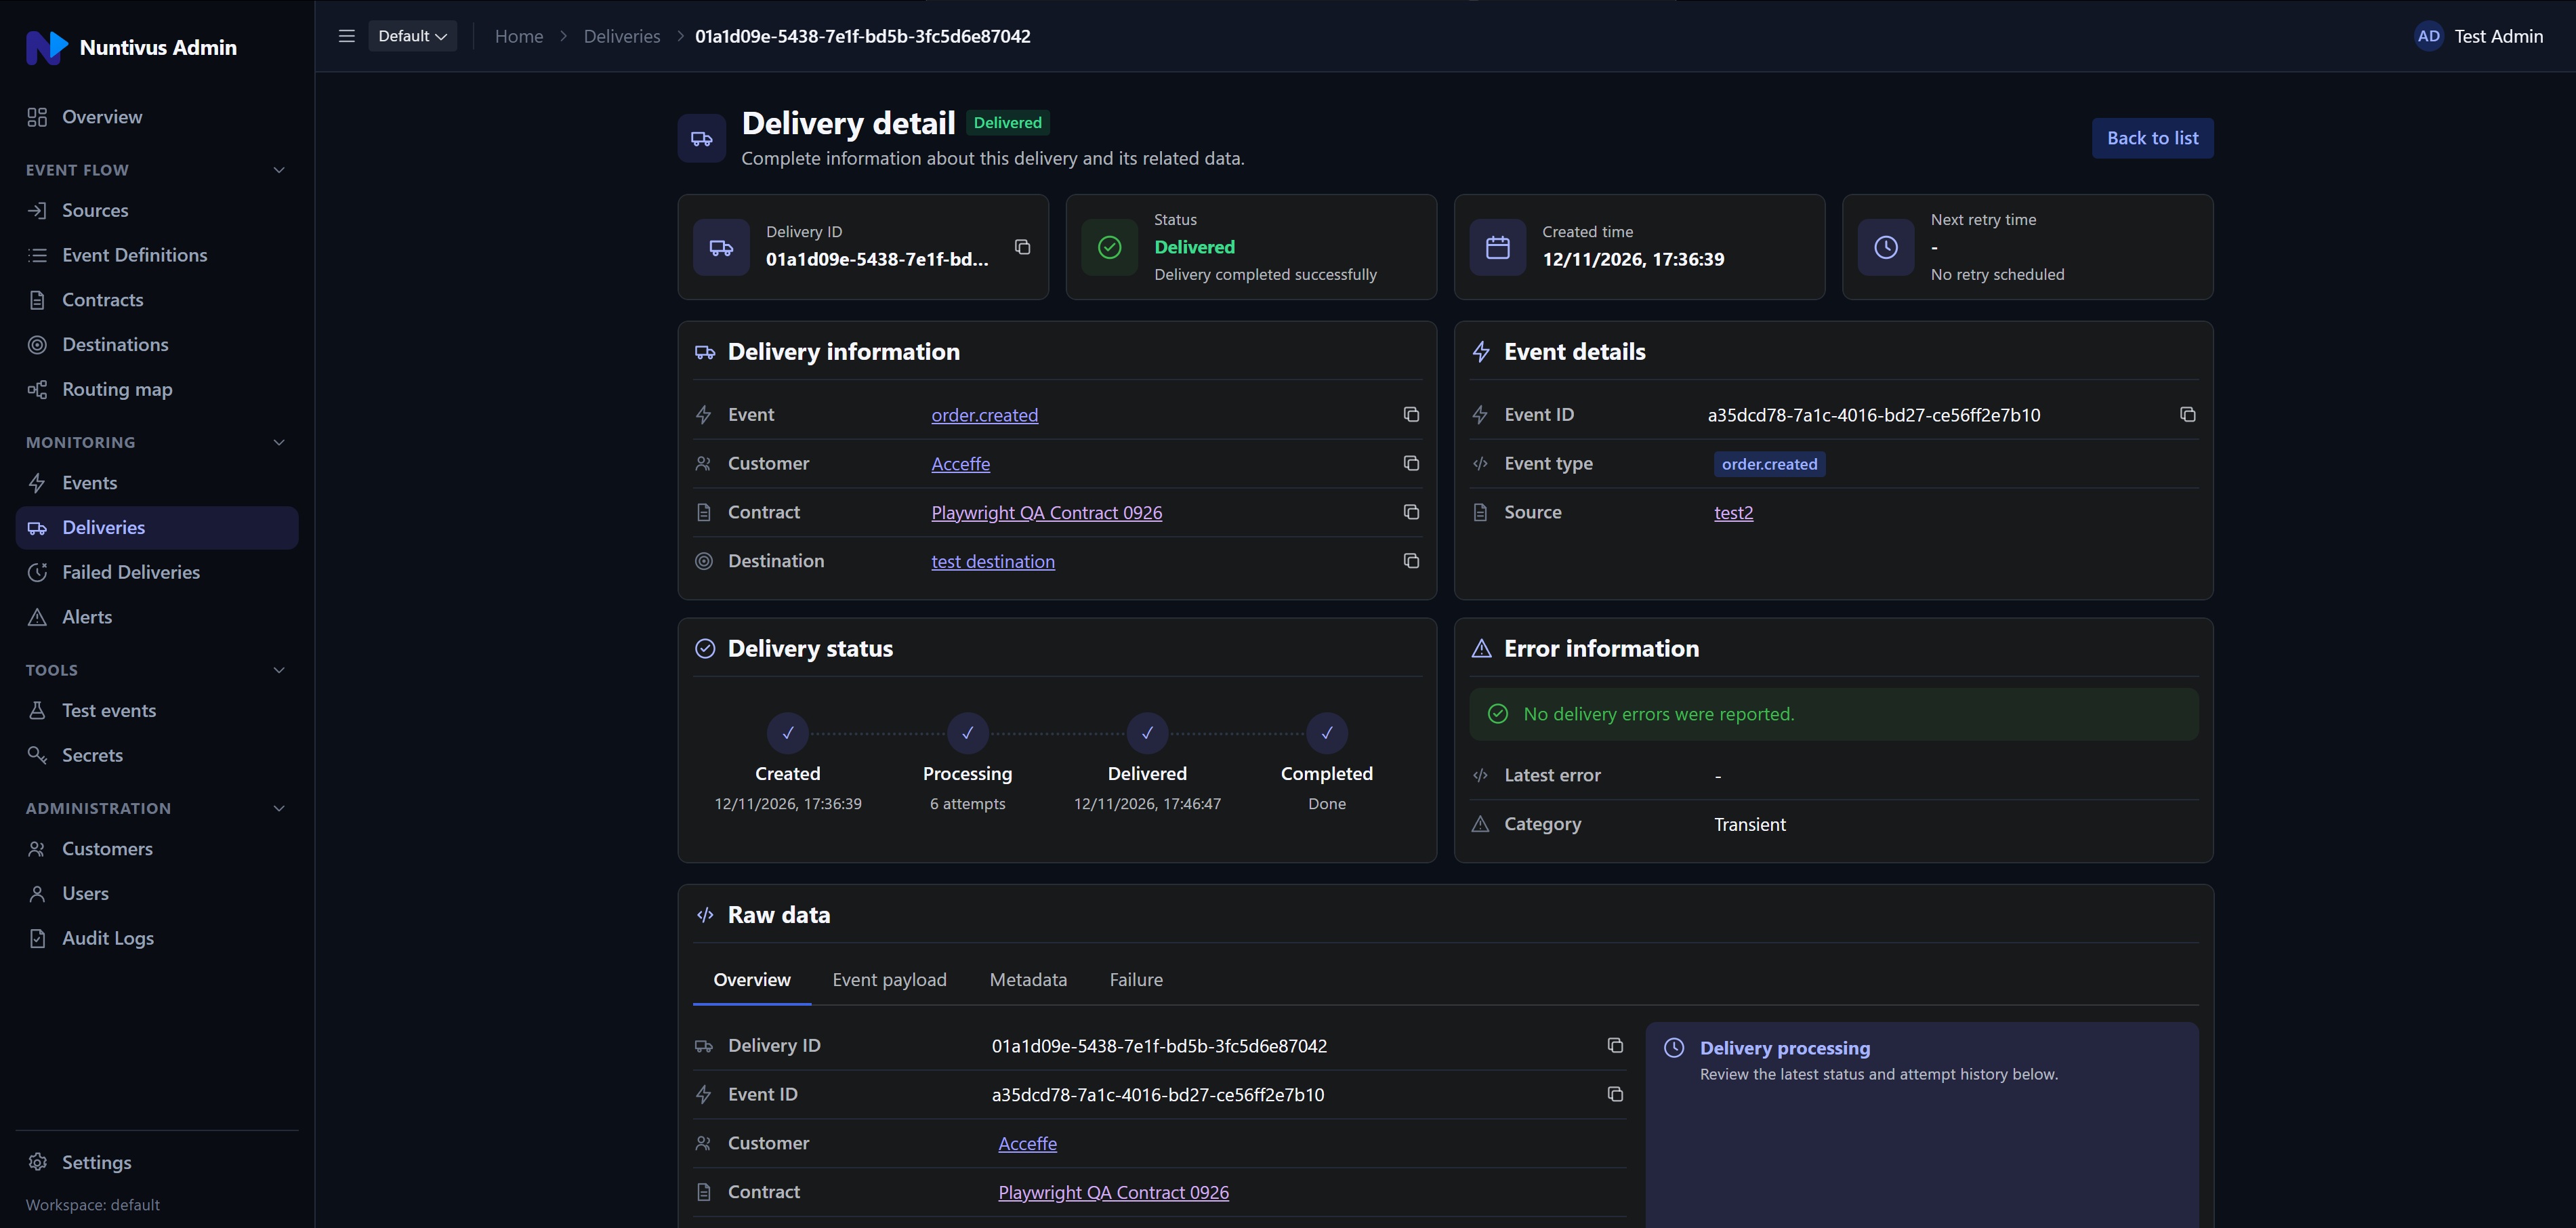 Nuntivus Admin
Default
Home
Deliveries
01a1d09e-5438-7e1f-bd5b-3fc5d6e87042
AD
Test Admin
Overview
EVENT FLOW
Sources
Event Definitions
Contracts
Destinations
Routing map
MONITORING
Events
Deliveries
Failed Deliveries
Alerts
TOOLS
Test events
Secrets
ADMINISTRATION
Customers
Users
Audit Logs
Settings
Workspace: default
Delivery detail
Delivered
Complete information about this delivery and its related data.
Back to list
Delivery ID
01a1d09e-5438-7e1f-bd...
Status
Delivered
Delivery completed successfully
Created time
12/11/2026, 17:36:39
Next retry time
-
No retry scheduled
Delivery information
Event order.created
Customer Acceffe
Contract Playwright QA Contract 0926
Destination test destination
Event details
Event ID a35dcd78-7a1c-4016-bd27-ce56ff2e7b10
Event type order.created
Source test2
Delivery status
Created
12/11/2026, 17:36:39
Processing
6 attempts
Delivered
12/11/2026, 17:46:47
Completed
Done
Error information
No delivery errors were reported.
Latest error -
Category Transient
Raw data
Overview
Event payload
Metadata
Failure
Delivery ID 01a1d09e-5438-7e1f-bd5b-3fc5d6e87042
Event ID a35dcd78-7a1c-4016-bd27-ce56ff2e7b10
Customer Acceffe
Contract Playwright QA Contract 0926
Delivery processing
Review the latest status and attempt history below.